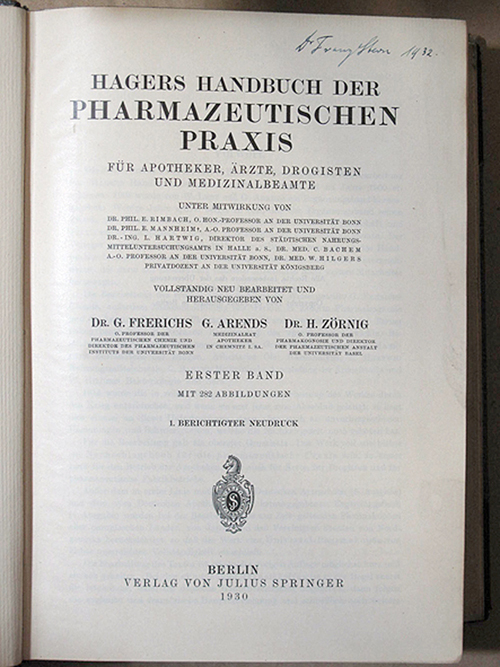 Dr Franz Stern 1932.
HAGERS HANDBUCH DER
PHARMAZEUTISCHEN
PRAXIS
FÜR APOTHEKER, ÄRZTE, DROGISTEN
UND MEDIZINALBEAMTE
UNTER MITWIRKUNG VON
DR. PHIL. E. RIMBACH, O. HON.-PROFESSOR AN DER UNIVERSITÄT BONN
DR. PHIL. E. MANNHEIM†, A.-O. PROFESSOR AN DER UNIVERSITÄT BONN
DR.-ING. L. HARTWIG, DIREKTOR DES STÄDTISCHEN NAHRUNGS-
MITTELUNTERSUCHUNGSAMTS IN HALLE a. S., DR. MED. C. BACHEM
A.-O. PROFESSOR AN DER UNIVERSITÄT BONN, DR. MED. W. HILGERS
PRIVATDOZENT AN DER UNIVERSITÄT KÖNIGSBERG
VOLLSTÄNDIG NEU BEARBEITET UND
HERAUSGEGEBEN VON
DR. G. FRERICHS G. ARENDS DR. H. ZÖRNIG
O. PROFESSOR DER
PHARMAZEUTISCHEN CHEMIE UND
DIREKTOR DES PHARMAZEUTISCHEN
INSTITUTS DER UNIVERSITÄT BONN
MEDIZINALRAT
APOTHEKER
IN CHEMNITZ I. SA.
O. PROFESSOR DER
PHARMAKOGNOSIE UND DIREKTOR
DER PHARMAZEUTISCHEN ANSTALT
DER UNIVERSITÄT BASEL
ERSTER BAND
MIT 282 ABBILDUNGEN
1. BERICHTIGTER NEUDRUCK
BERLIN
VERLAG VON JULIUS SPRINGER
1930